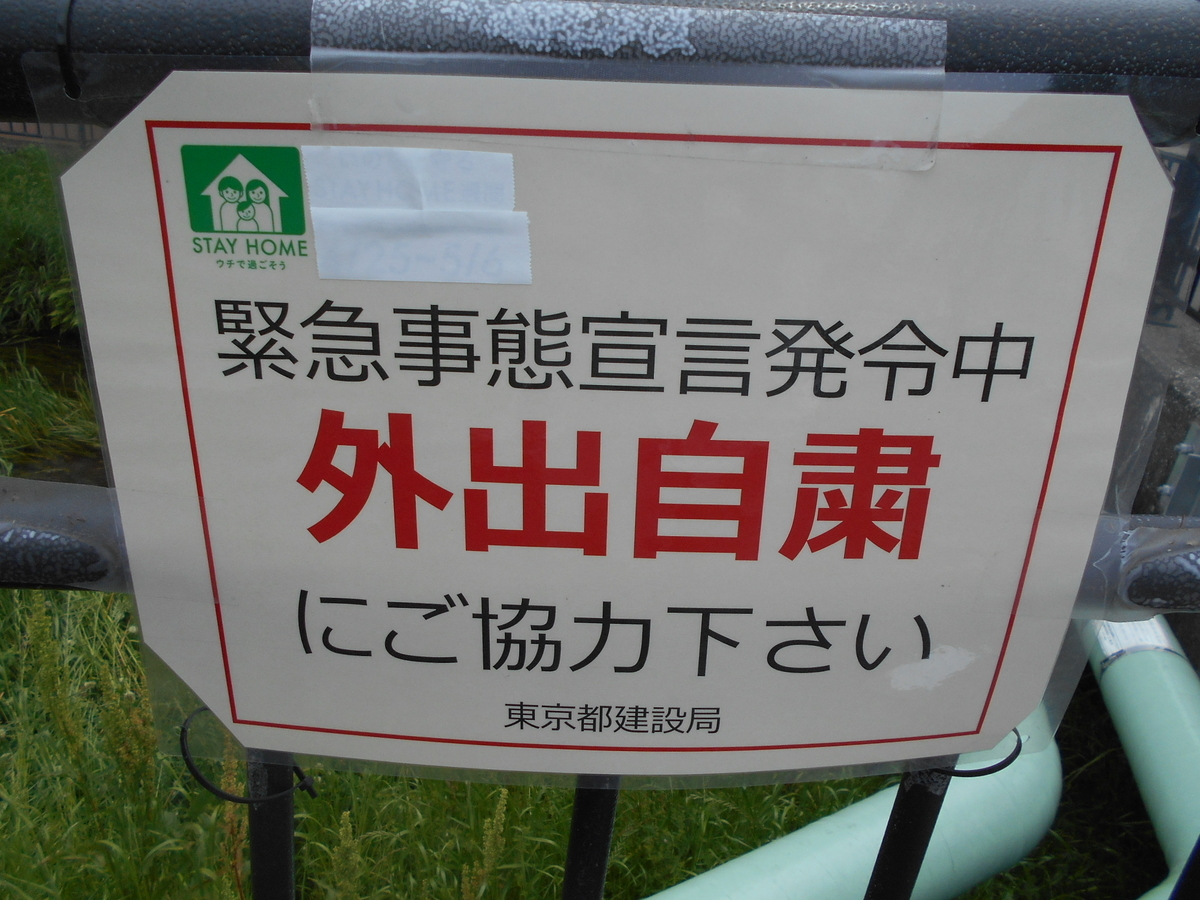 STAY HOME
ウチで過ごそう
緊急事態宣言発令中
外出自粛
にご協力下さい
東京都建設局